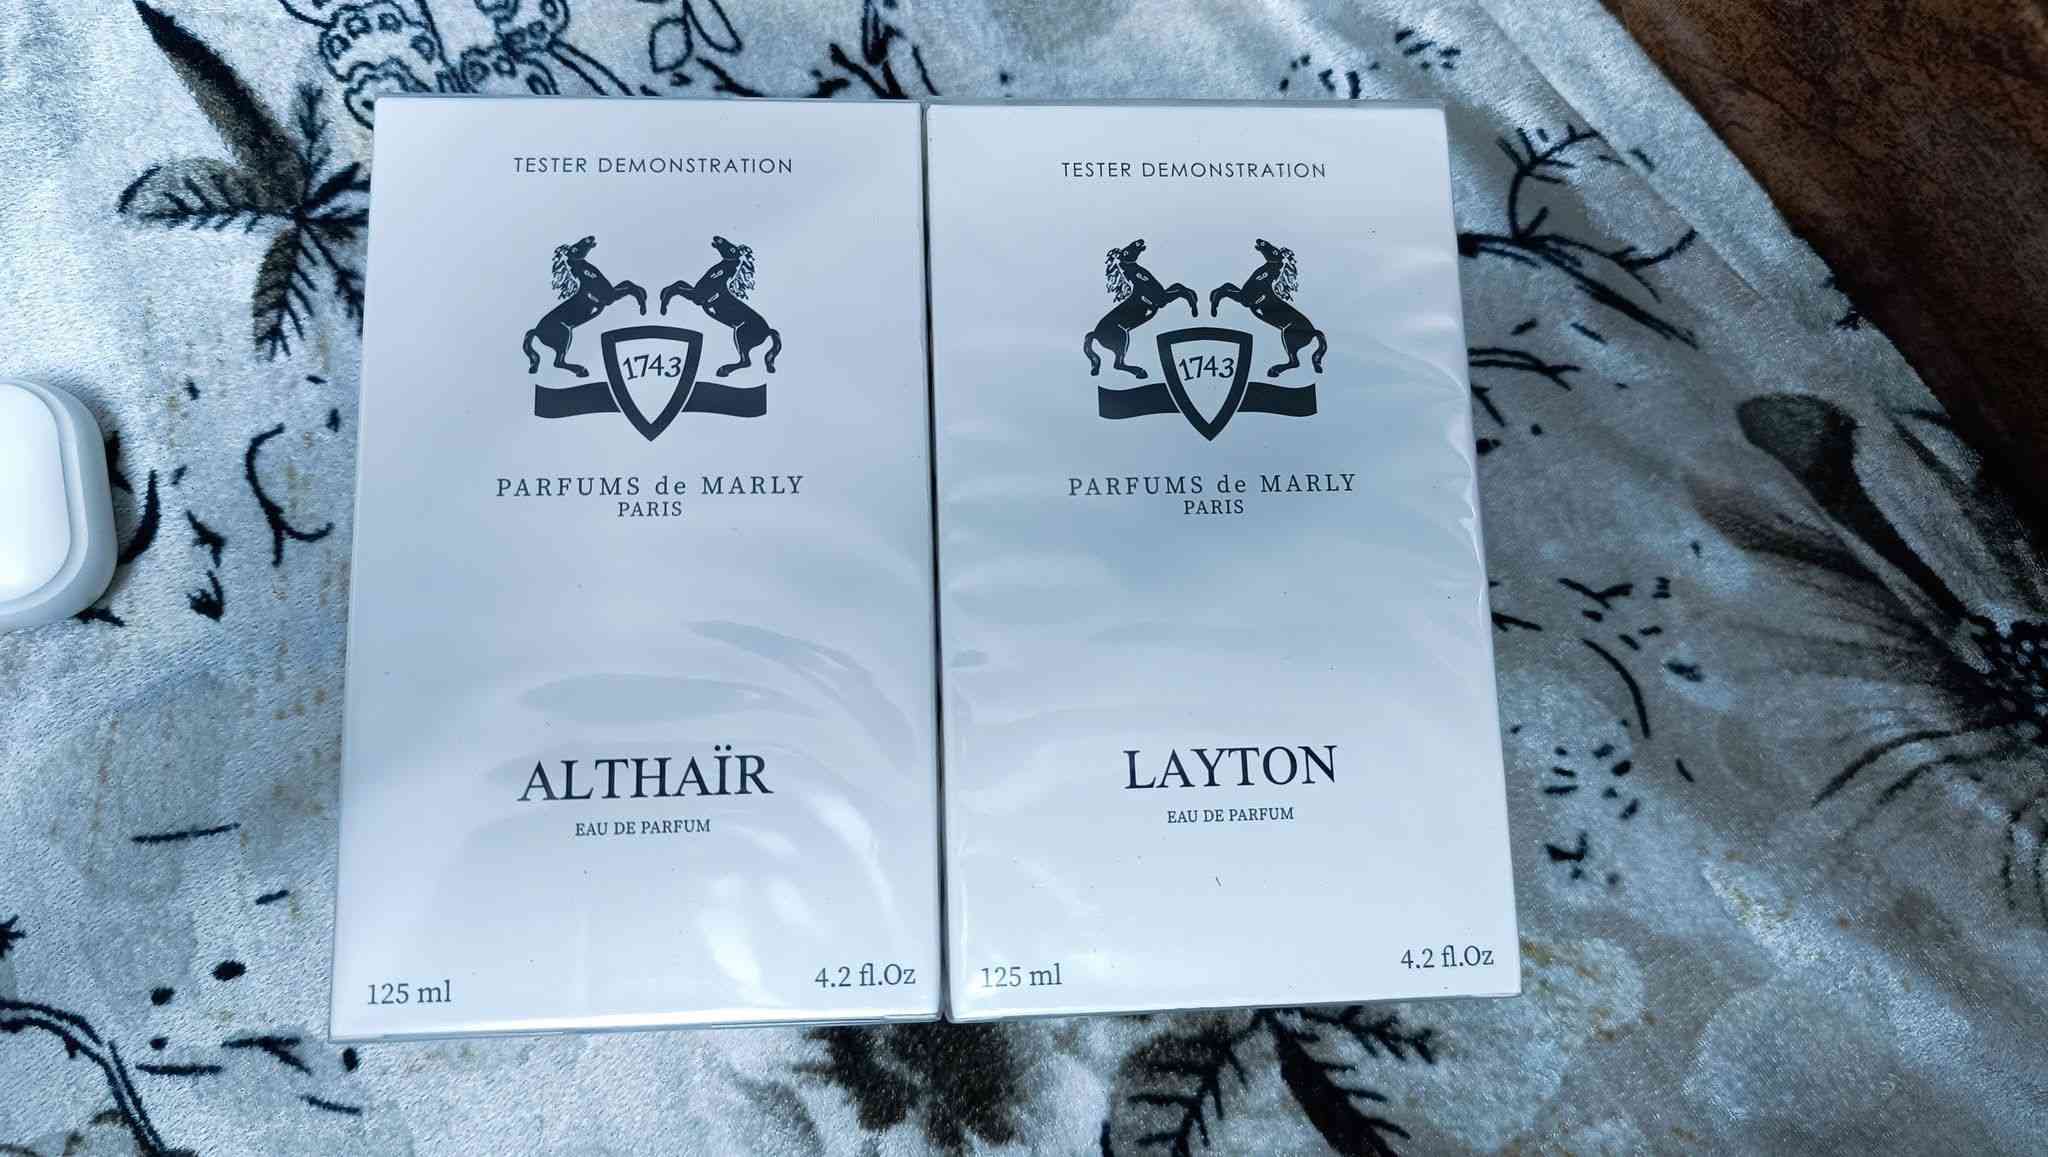 TESTER DEMONSTRATION
1743
PARFUMS de MARLY
PARIS
ALTHAÏR
EAU DE PARFUM
125 ml
4.2 fl.Oz
TESTER DEMONSTRATION
1743
PARFUMS de MARLY
PARIS
LAYTON
EAU DE PARFUM
125 ml
4.2 fl.Oz